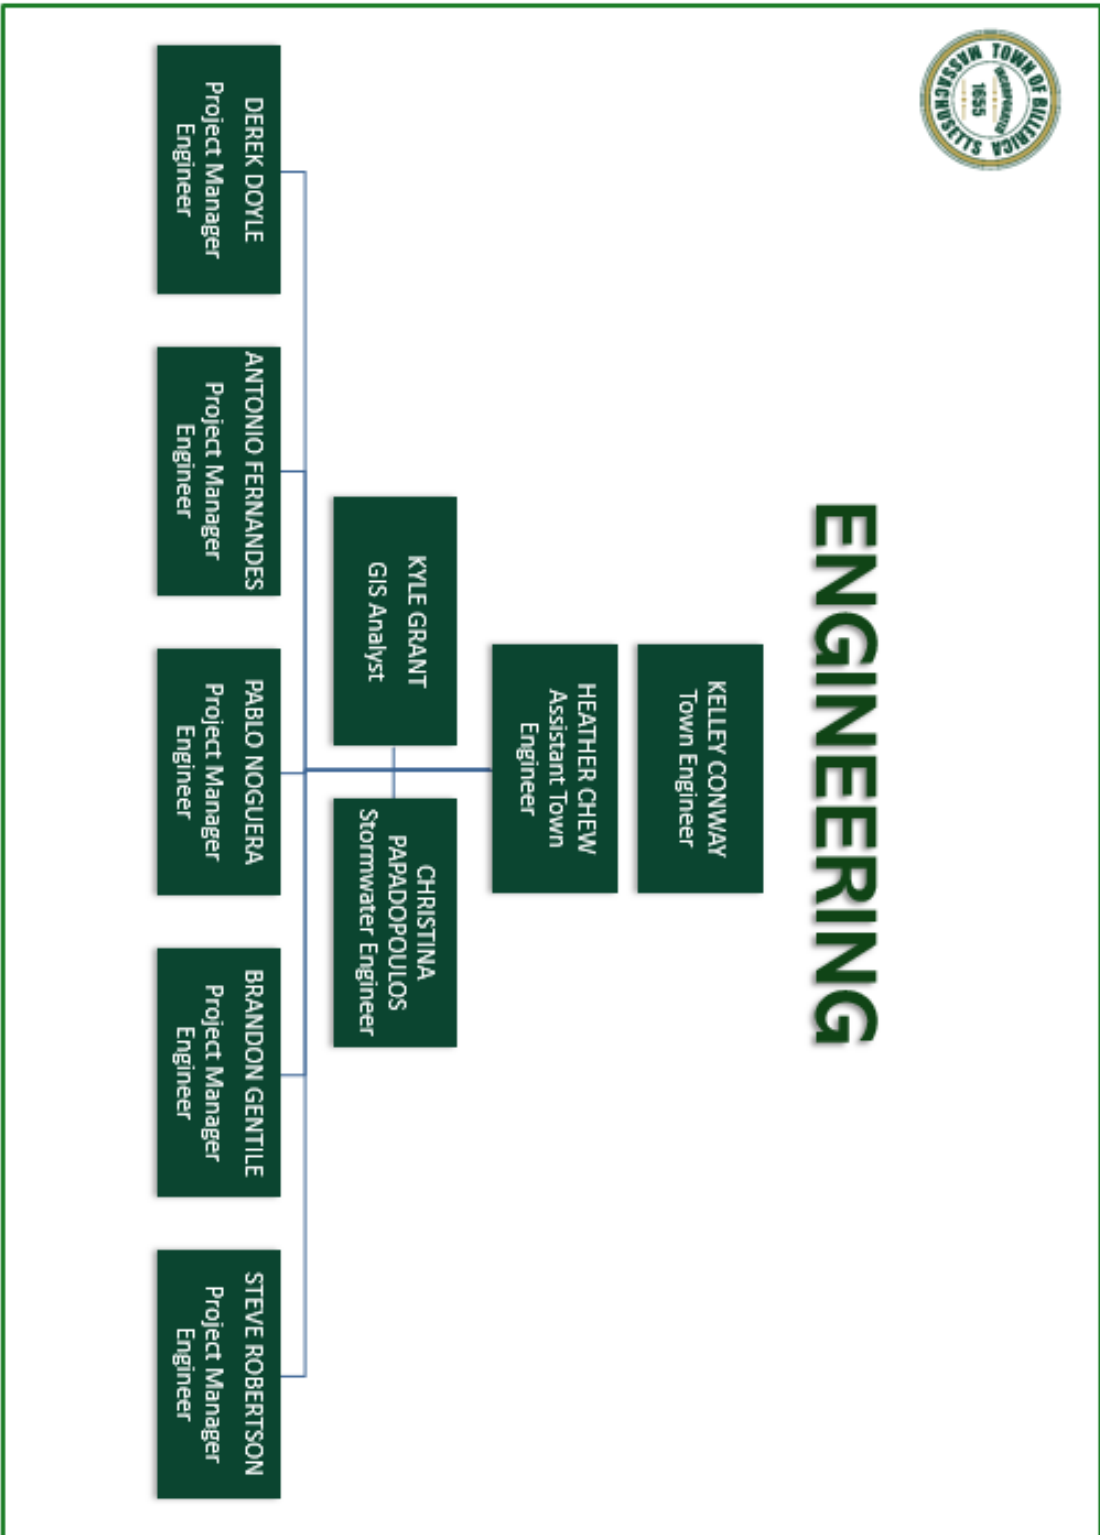 TOWN OF BILLERICA
INCORPORATED
1655
MASSACHUSETTS
ENGINEERING
KELLEY CONWAY
Town Engineer
HEATHER CHEW
Assistant Town
Engineer
KYLE GRANT
GIS Analyst
CHRISTINA
PAPADOPOULOS
Stormwater Engineer
DEREK DOYLE
Project Manager
Engineer
ANTONIO FERNANDES
Project Manager
Engineer
PABLO NOGUERA
Project Manager
Engineer
BRANDON GENTILE
Project Manager
Engineer
STEVE ROBERTSON
Project Manager
Engineer